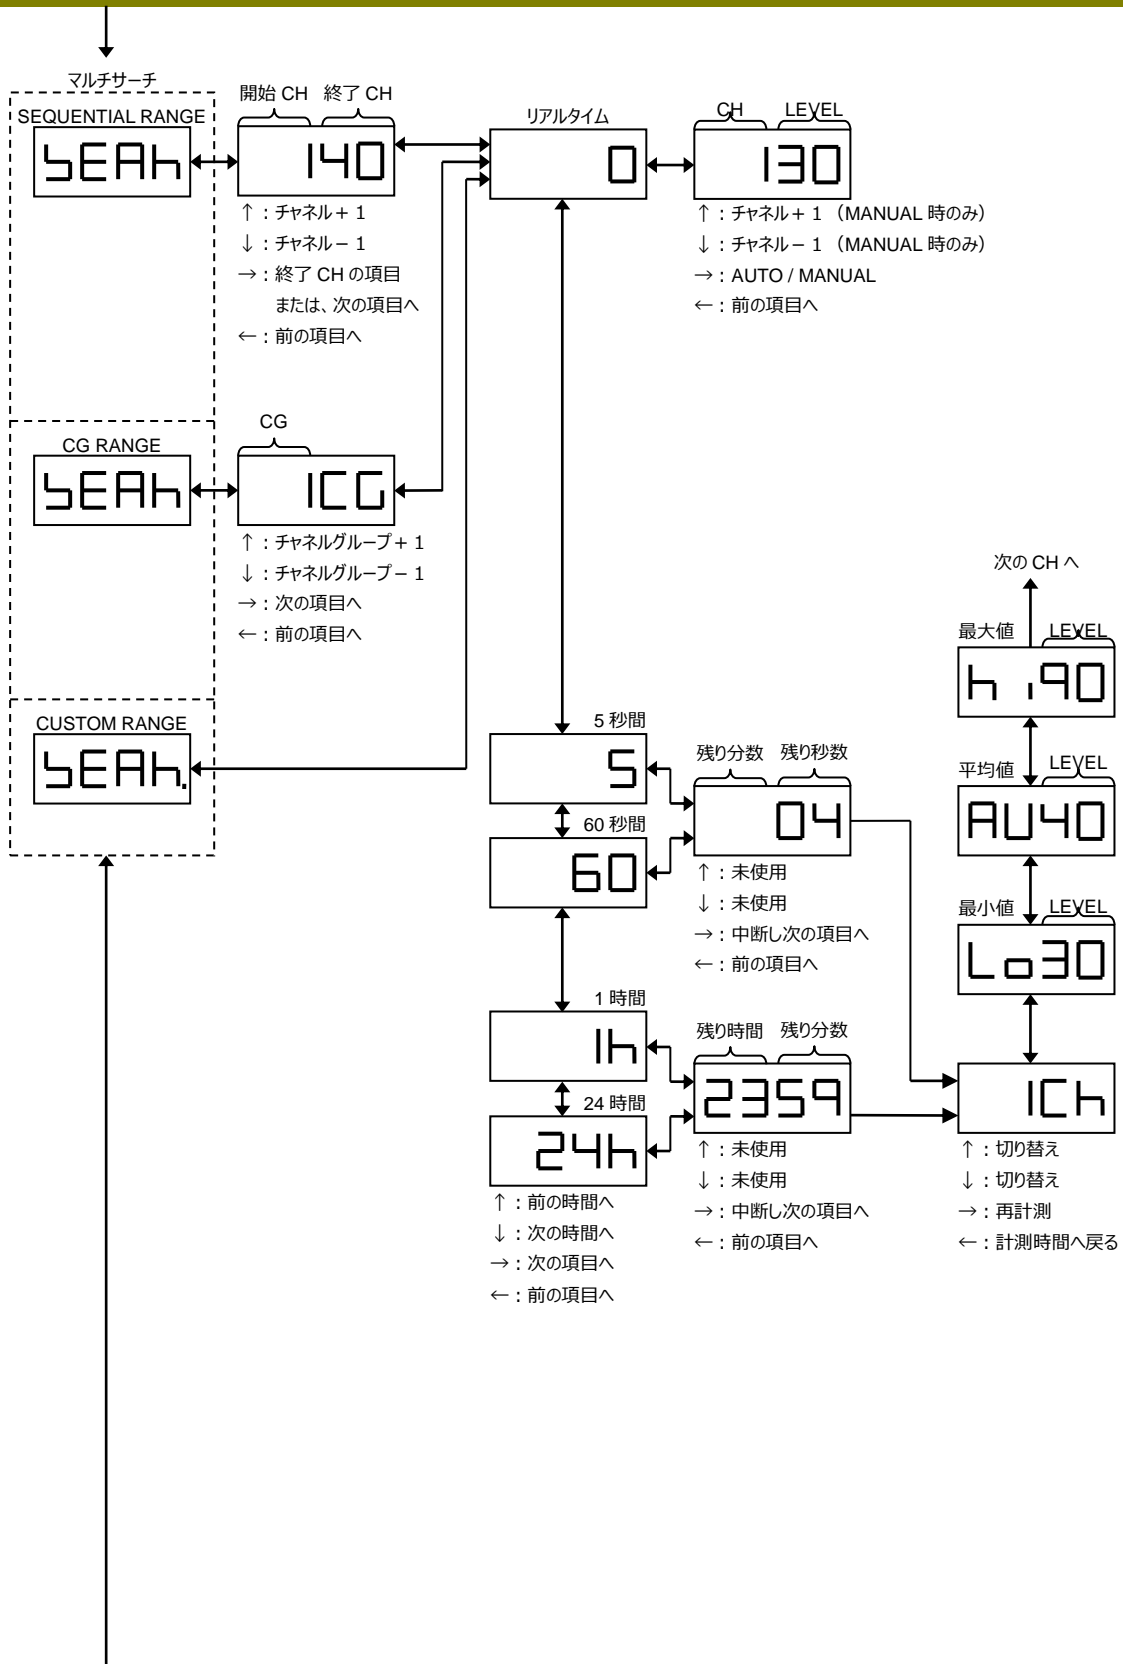 マルチサーチ
SEQUENTIAL RANGE
SEAh
開始 CH 終了 CH
140
↑：チャネル＋ 1
↓：チャネル－ 1
→：終了 CH の項目
または、次の項目へ
←：前の項目へ
リアルタイム
0
CH LEVEL
130
↑：チャネル＋ 1 （MANUAL 時のみ）
↓：チャネル－ 1 （MANUAL 時のみ）
→：AUTO / MANUAL
←：前の項目へ
CG RANGE
SEAh
CG
1CG
↑：チャネルグループ＋ 1
↓：チャネルグループ－ 1
→：次の項目へ
←：前の項目へ
CUSTOM RANGE
SEAh.
5 秒間
5
60 秒間
60
残り分数 残り秒数
04
↑：未使用
↓：未使用
→：中断し次の項目へ
←：前の項目へ
1 時間
1h
24 時間
24h
↑：前の時間へ
↓：次の時間へ
→：次の項目へ
←：前の項目へ
残り時間 残り分数
2359
↑：未使用
↓：未使用
→：中断し次の項目へ
←：前の項目へ
次の CH へ
最大値 LEVEL
hi90
平均値 LEVEL
AU40
最小値 LEVEL
Lo30
1Ch
↑：切り替え
↓：切り替え
→：再計測
←：計測時間へ戻る